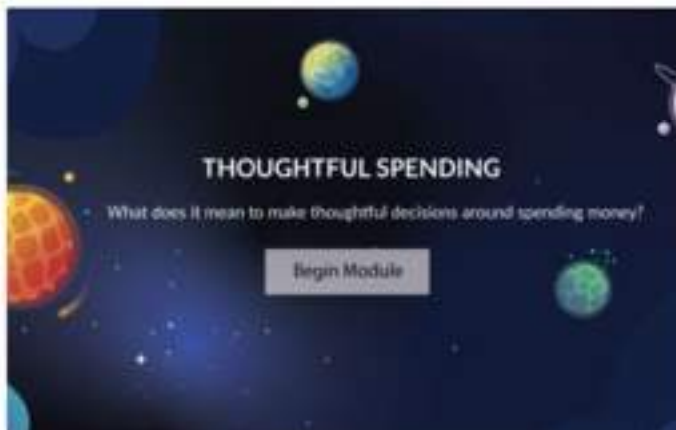 THOUGHTFUL SPENDING
What does it mean to make thoughtful decisions around spending money?
Begin Module